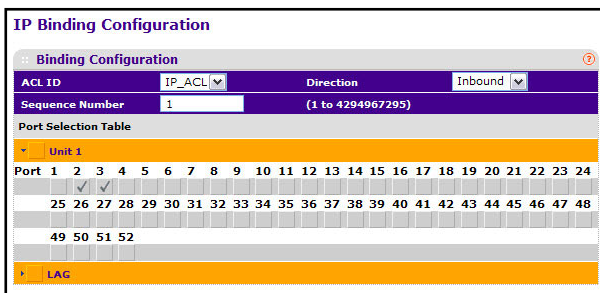 IP Binding Configuration
Binding Configuration
ACL ID IP_ACL Direction Inbound
Sequence Number 1 (1 to 4294967295)
Port Selection Table
Unit 1
Port 1 2 3 4 5 6 7 8 9 10 11 12 13 14 15 16 17 18 19 20 21 22 23 24
25 26 27 28 29 30 31 32 33 34 35 36 37 38 39 40 41 42 43 44 45 46 47 48
49 50 51 52
LAG